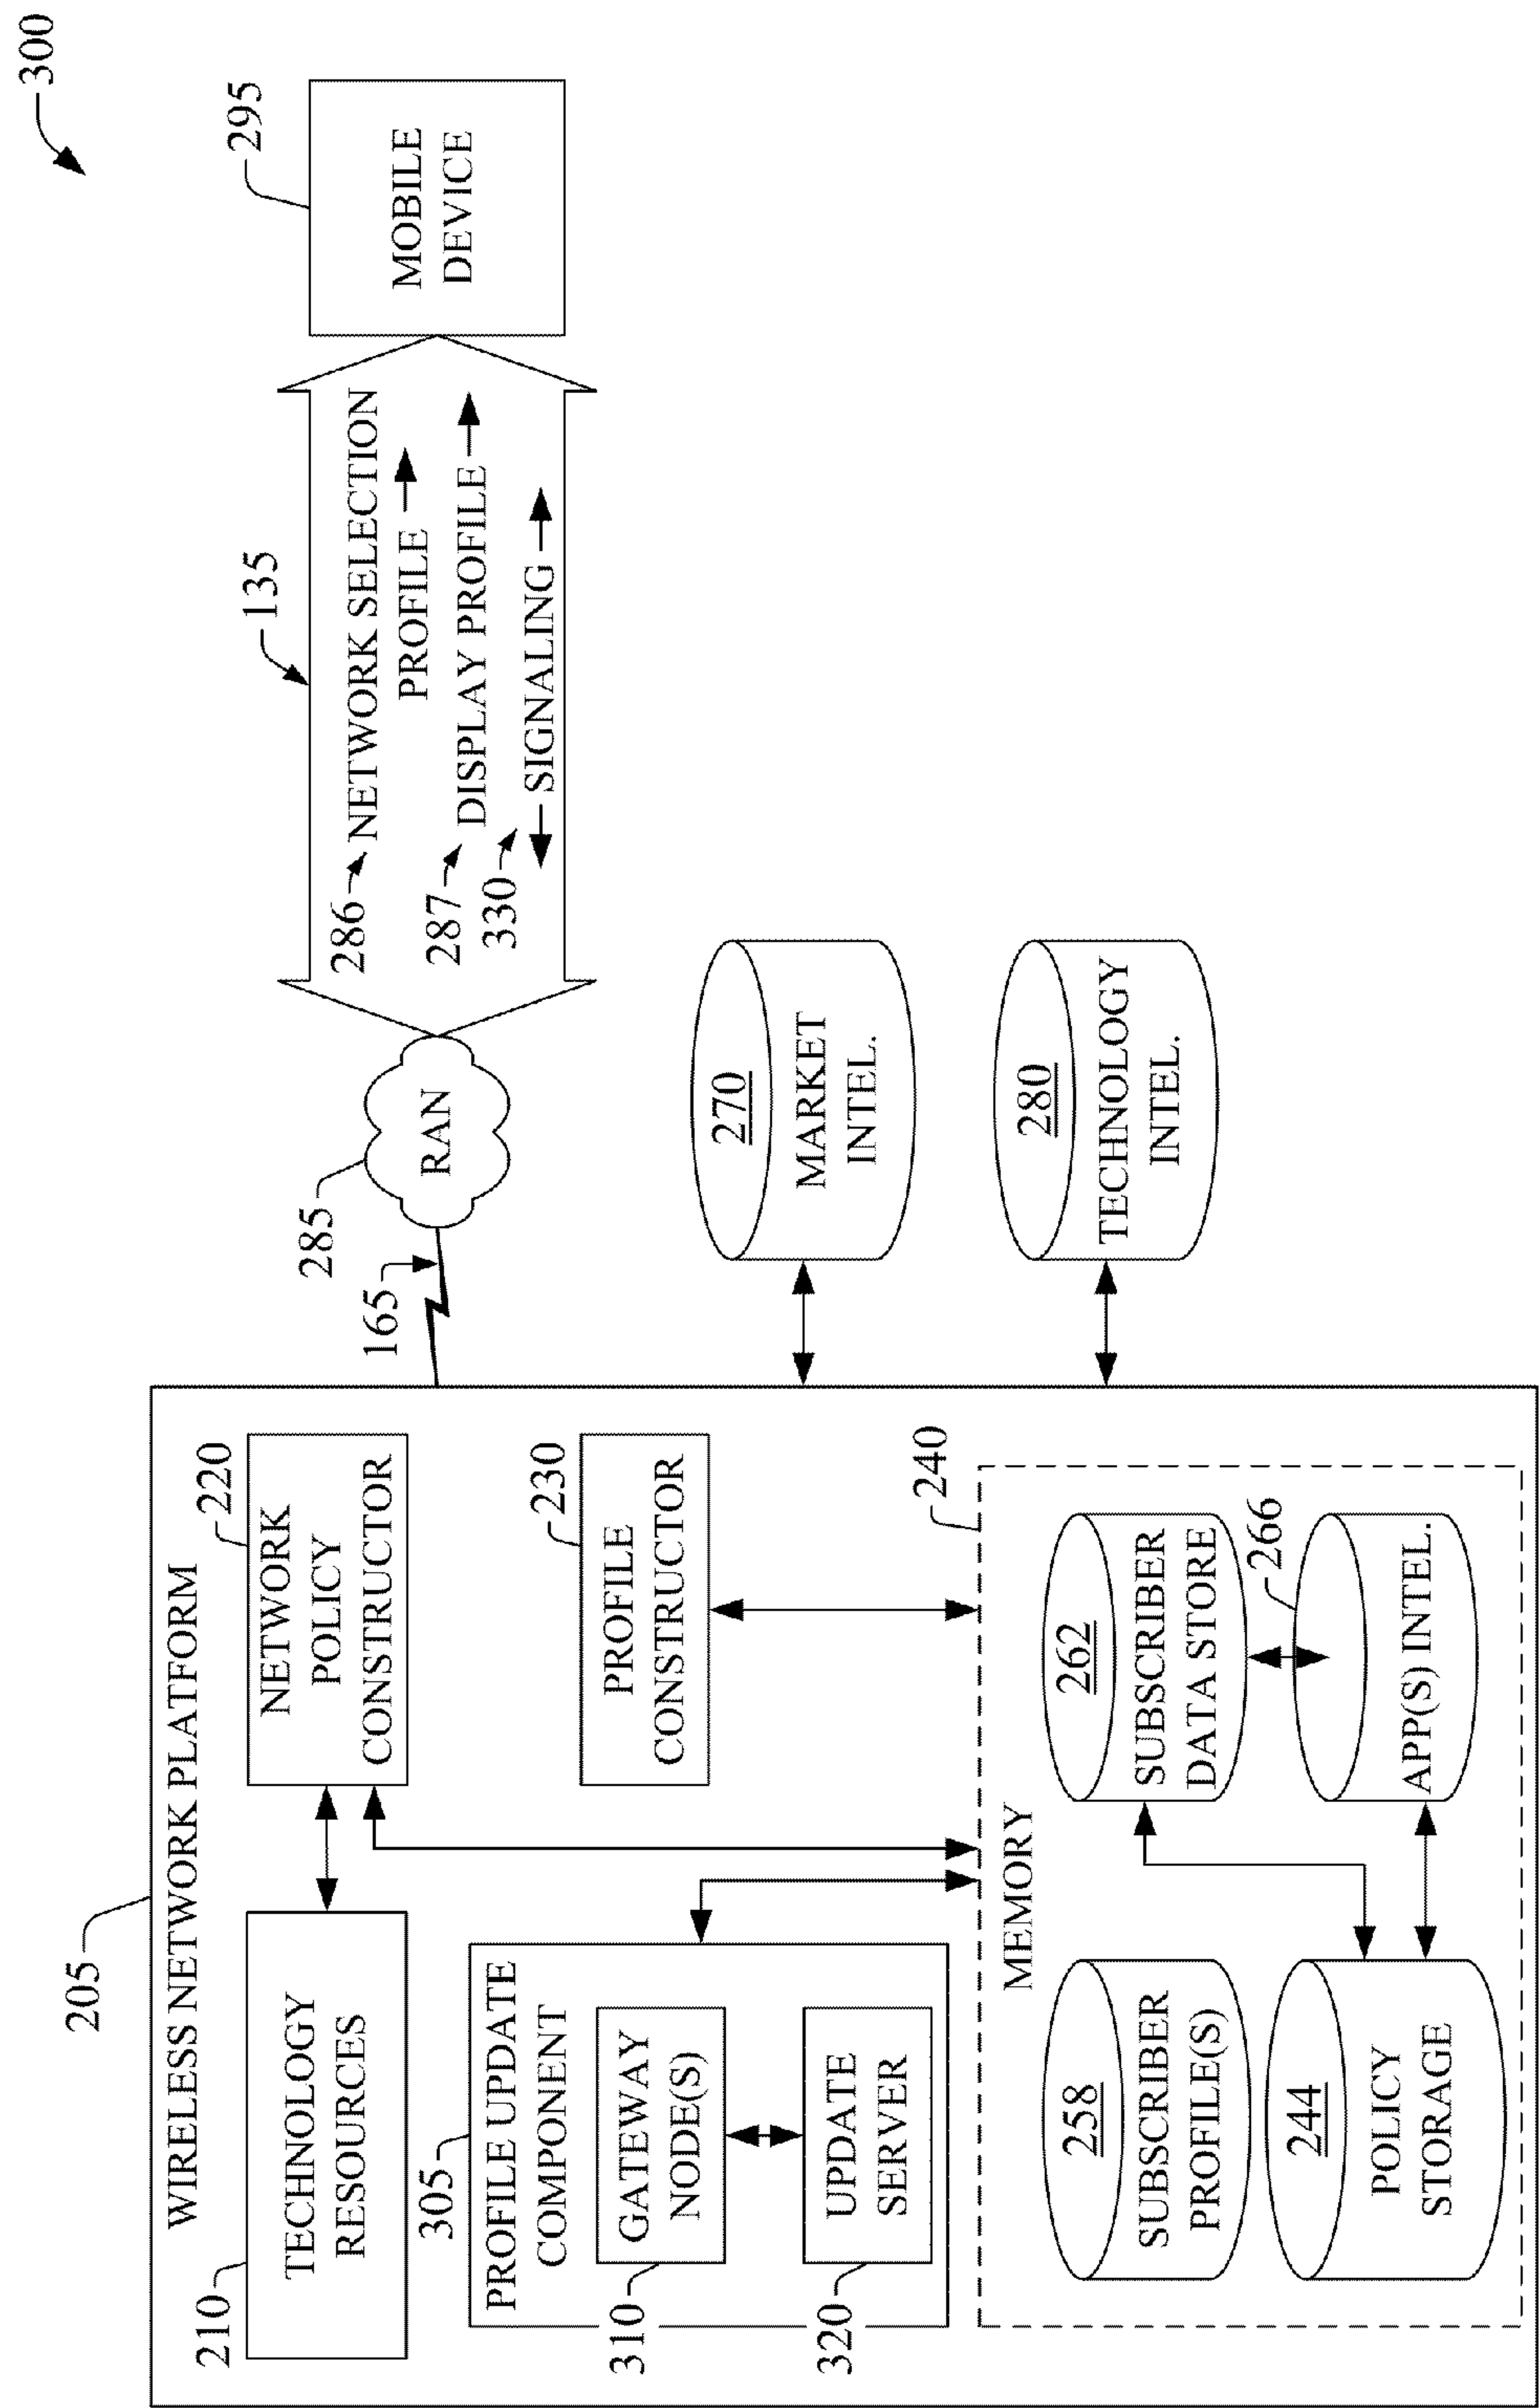 300
205
WIRELESS NETWORK PLATFORM
210
TECHNOLOGY
RESOURCES
220
NETWORK
POLICY
CONSTRUCTOR
305
PROFILE UPDATE
COMPONENT
310
GATEWAY
NODE(S)
320
UPDATE
SERVER
230
PROFILE
CONSTRUCTOR
240
MEMORY
258
SUBSCRIBER
PROFILE(S)
262
SUBSCRIBER
DATA STORE
244
POLICY
STORAGE
266
APP(S) INTEL.
165
285
RAN
135
286
NETWORK SELECTION
PROFILE
287
DISPLAY PROFILE
330
SIGNALING
295
MOBILE
DEVICE
270
MARKET
INTEL.
280
TECHNOLOGY
INTEL.